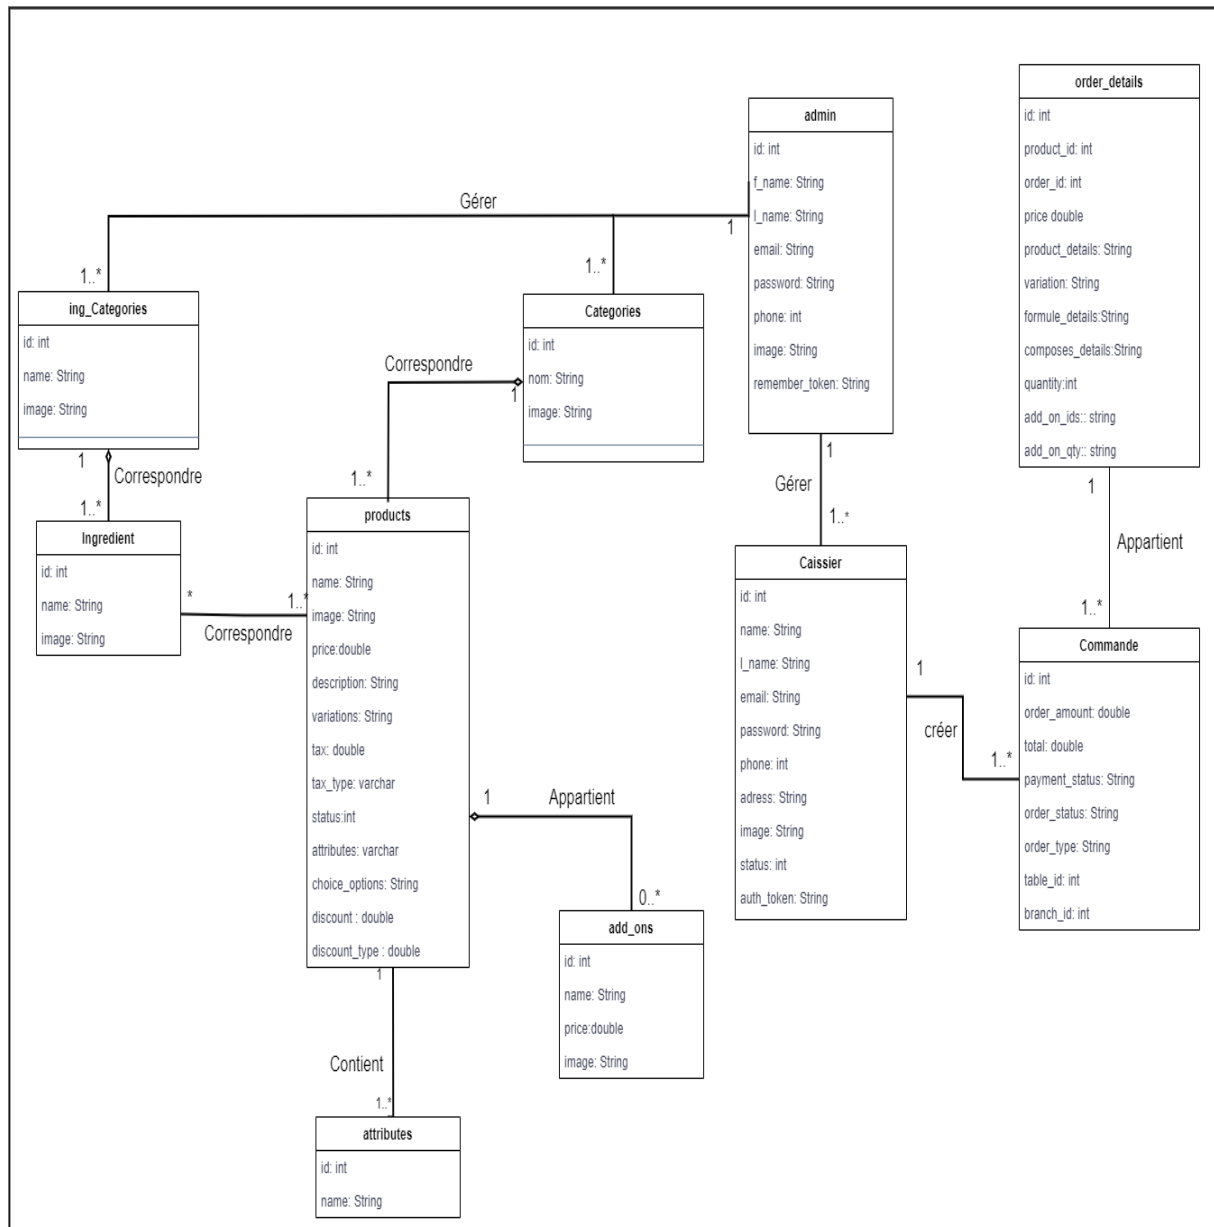 order_details
id: int
product_id: int
order_id: int
price double
product_details: String
variation: String
formule_details:String
composes_details:String
quantity:int
add_on_ids:: string
add_on_qty:: string
admin
id: int
f_name: String
l_name: String
email: String
password: String
phone: int
image: String
remember_token: String
Gérer
1
1..*
1..*
ing_Categories
id: int
name: String
image: String
Categories
id: int
nom: String
image: String
Correspondre
1
1..*
1
Correspondre
1..*
Ingredient
id: int
name: String
image: String
*
1..*
Correspondre
products
id: int
name: String
image: String
price:double
description: String
variations: String
tax: double
tax_type: varchar
status:int
attributes: varchar
choice_options: String
discount : double
discount_type : double
1
Gérer
1..*
Caissier
id: int
name: String
l_name: String
email: String
password: String
phone: int
adress: String
image: String
status: int
auth_token: String
1
Appartient
1..*
Commande
id: int
order_amount: double
total: double
payment_status: String
order_status: String
order_type: String
table_id: int
branch_id: int
1
créer
1..*
1
Appartient
0..*
add_ons
id: int
name: String
price:double
image: String
1
Contient
1..*
attributes
id: int
name: String